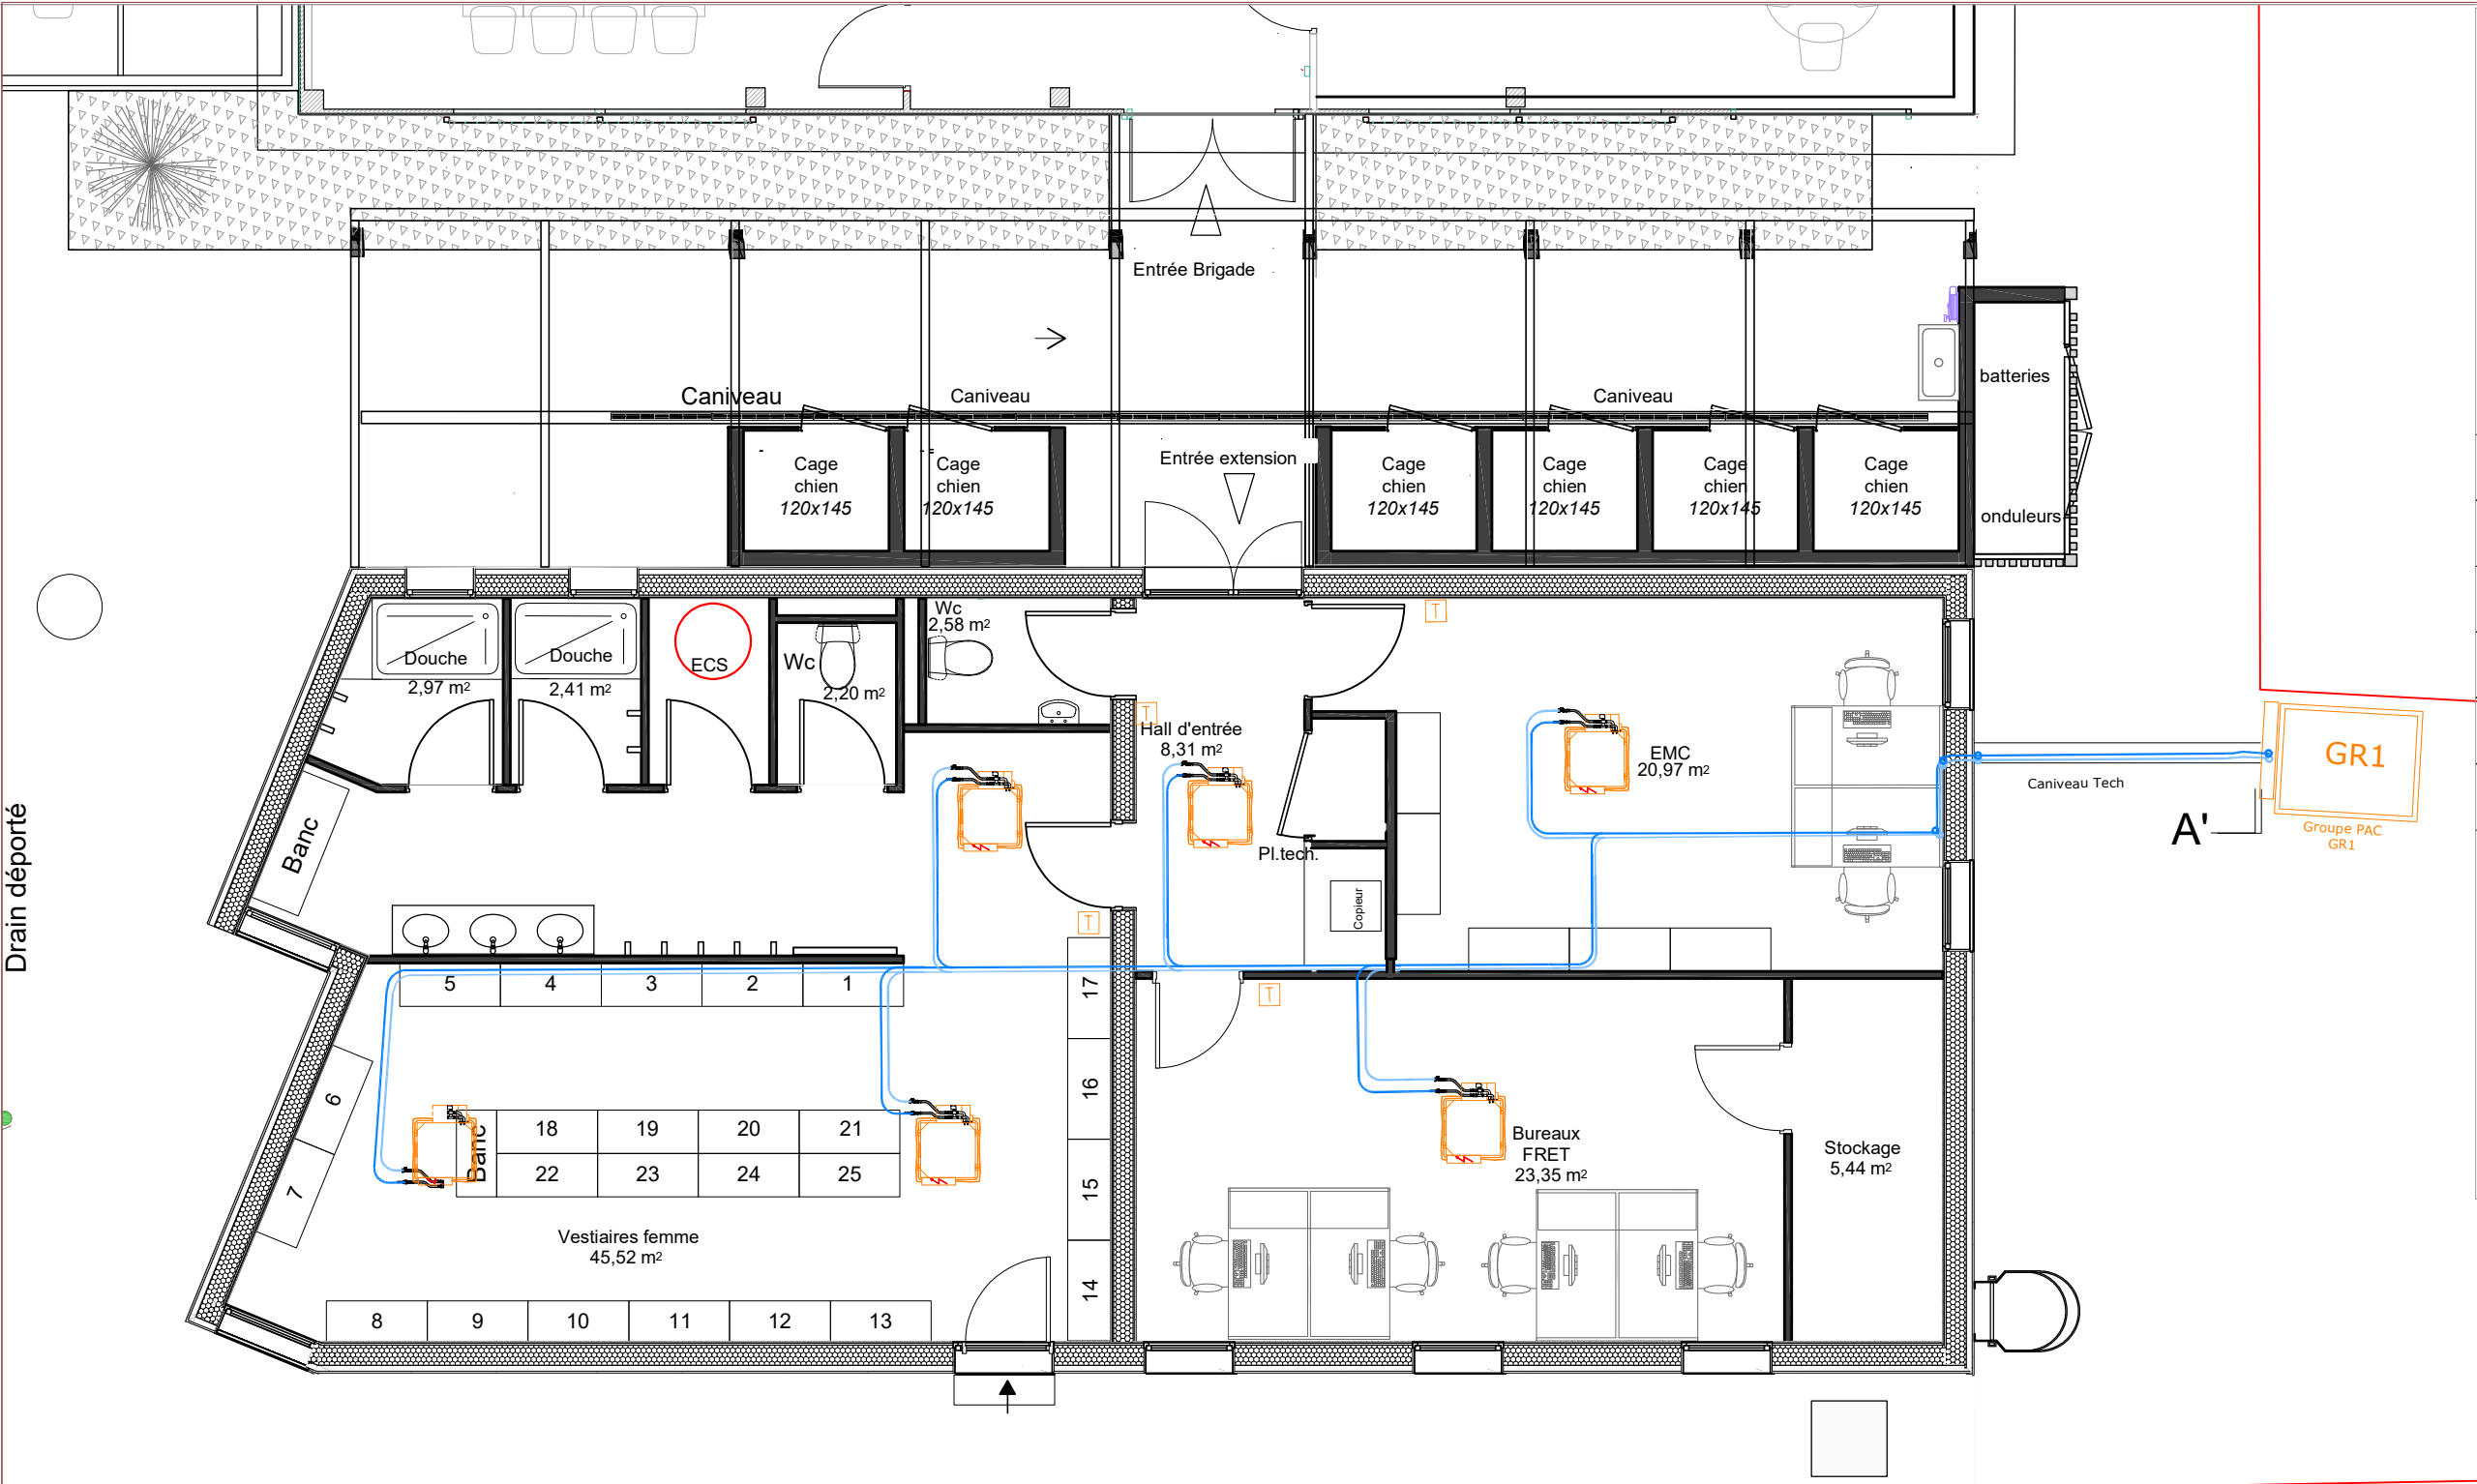 Entrée Brigade
Caniveau
Caniveau
Caniveau
batteries
onduleurs
Entrée extension
Cage
chien
120x145
Cage
chien
120x145
Cage
chien
120x145
Cage
chien
120x145
Cage
chien
120x145
Cage
chien
120x145
Douche
2,97 m²
Douche
2,41 m²
ECS
Wc
2,20 m²
Wc
2,58 m²
T
T
Hall d'entrée
8,31 m²
EMC
20,97 m²
Pl.tech.
Copieur
Caniveau Tech
GR1
Groupe PAC
GR1
A'
Drain déporté
Banc
T
T
5
4
3
2
1
17
16
15
14
6
7
Banc
18
19
20
21
22
23
24
25
Vestiaires femme
45,52 m²
8
9
10
11
12
13
Bureaux
FRET
23,35 m²
Stockage
5,44 m²